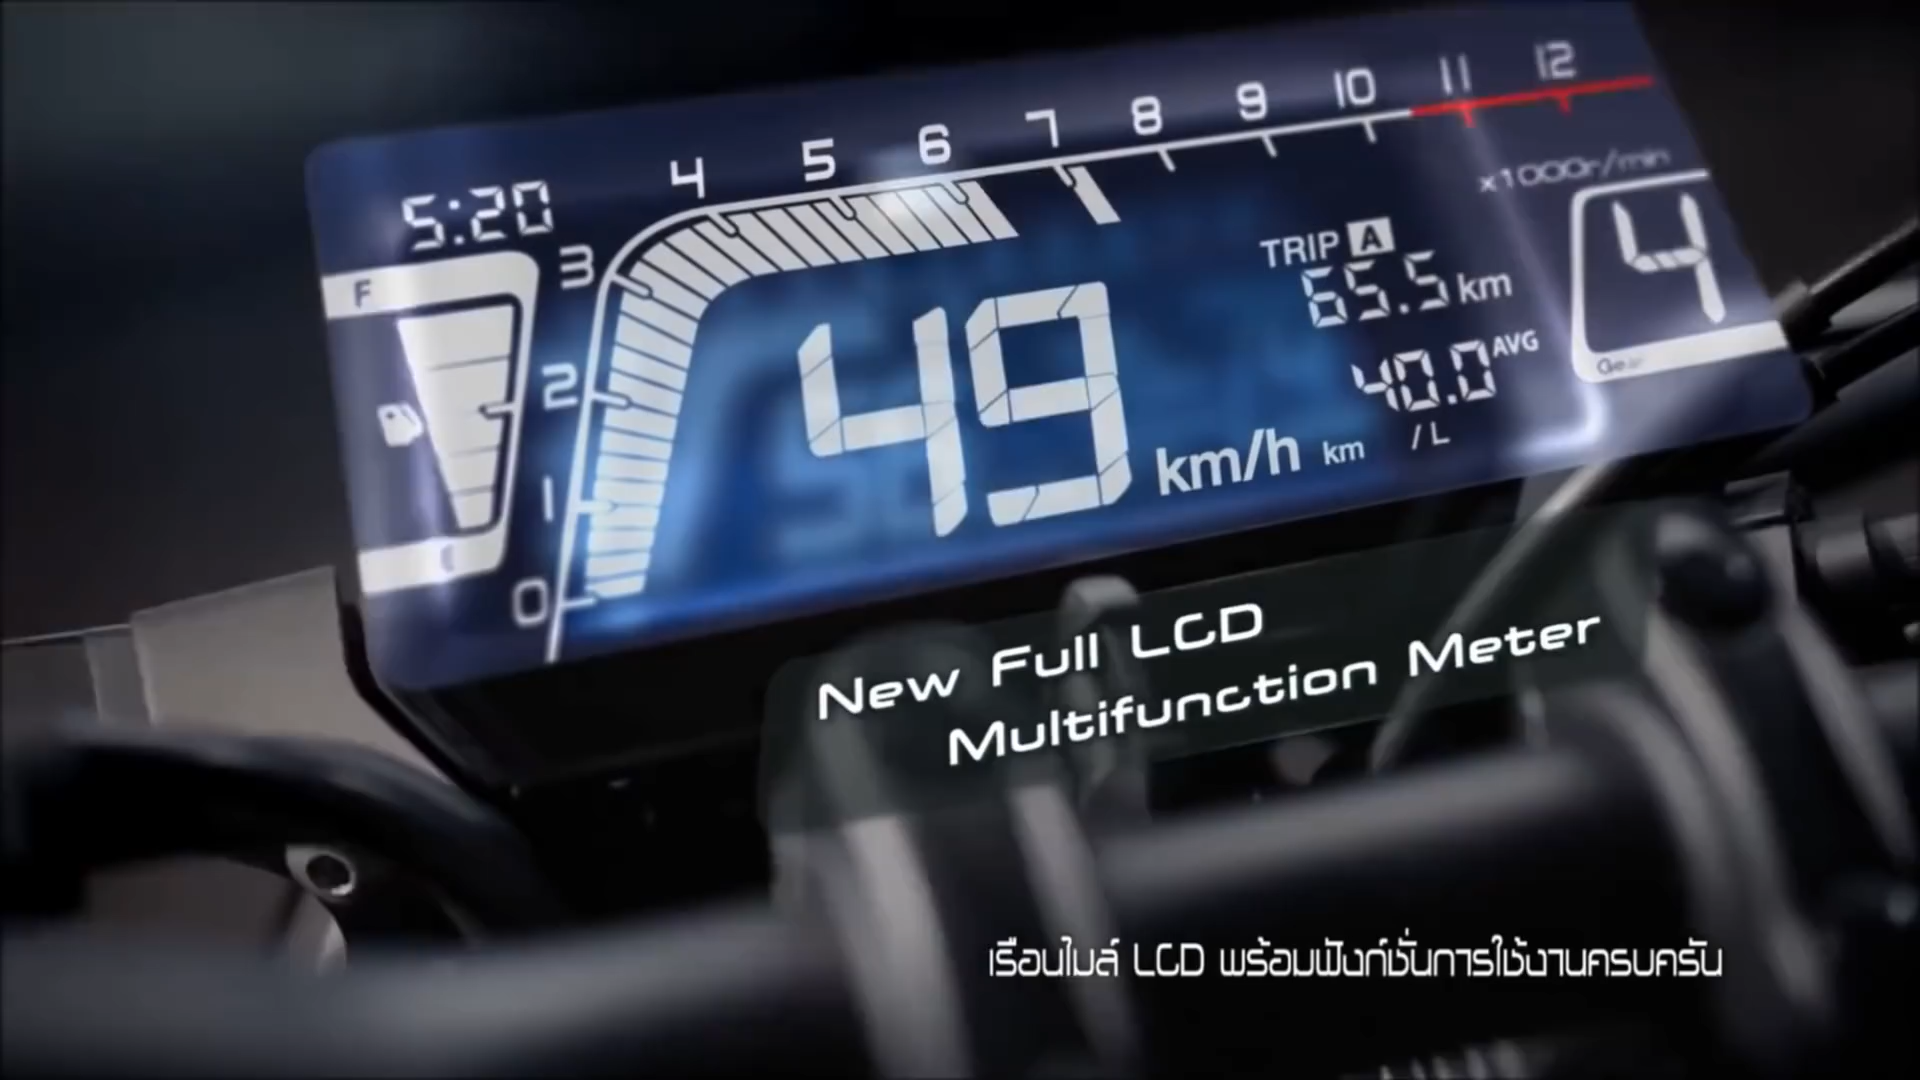 4 5 6 7 8 9 10 11 12
x1000r/min
5:20
3
F
TRIP A
65.5 km
4
2
49 km/h
40.0 AVG
km / L
Gear
1
0
New Full LCD
Multifunction Meter
เรือนไมล์ LCD พร้อมฟังก์ชั่นการใช้งานครบครัน